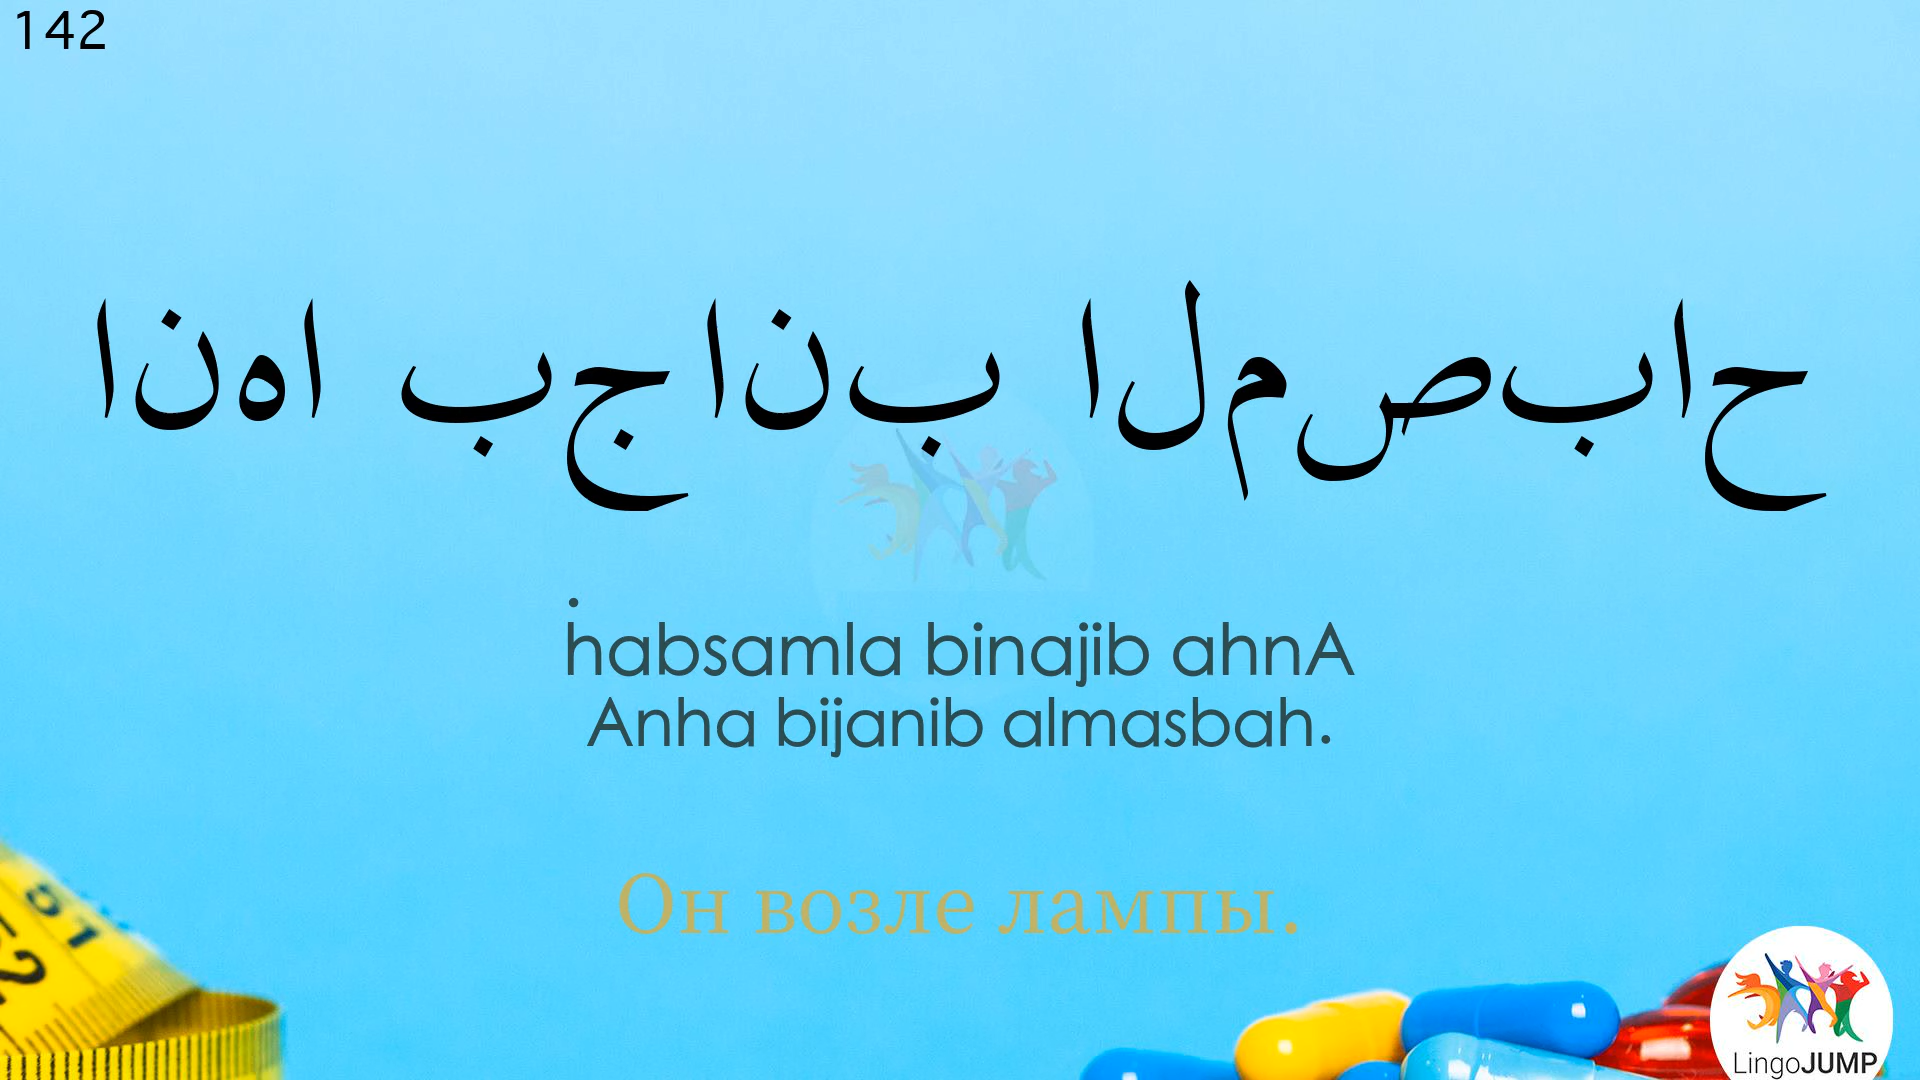 142
انها بجانب المصباح
ḣabsamla binajib ahnA
Anha bijanib almasbah.
Он возле лампы.
LingoJUMP